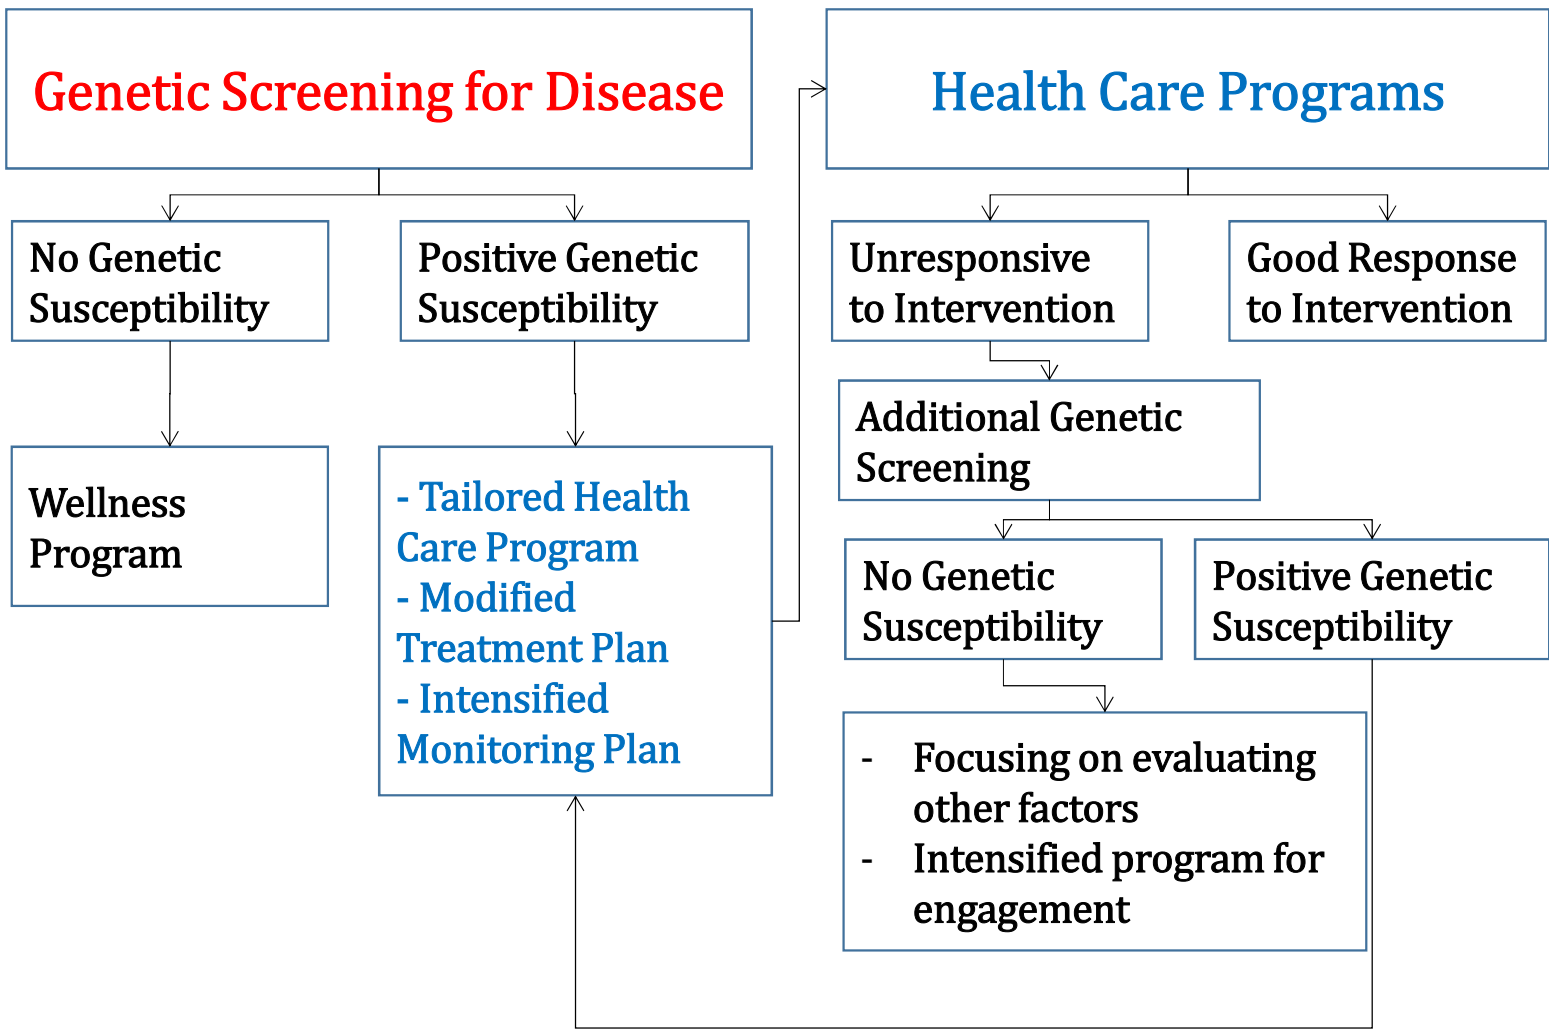 Genetic Screening for Disease
Health Care Programs
No Genetic
Susceptibility
Positive Genetic
Susceptibility
Unresponsive
to Intervention
Good Response
to Intervention
Additional Genetic
Screening
Wellness
Program
- Tailored Health
Care Program
- Modified
Treatment Plan
- Intensified
Monitoring Plan
No Genetic
Susceptibility
Positive Genetic
Susceptibility
- Focusing on evaluating
other factors
- Intensified program for
engagement